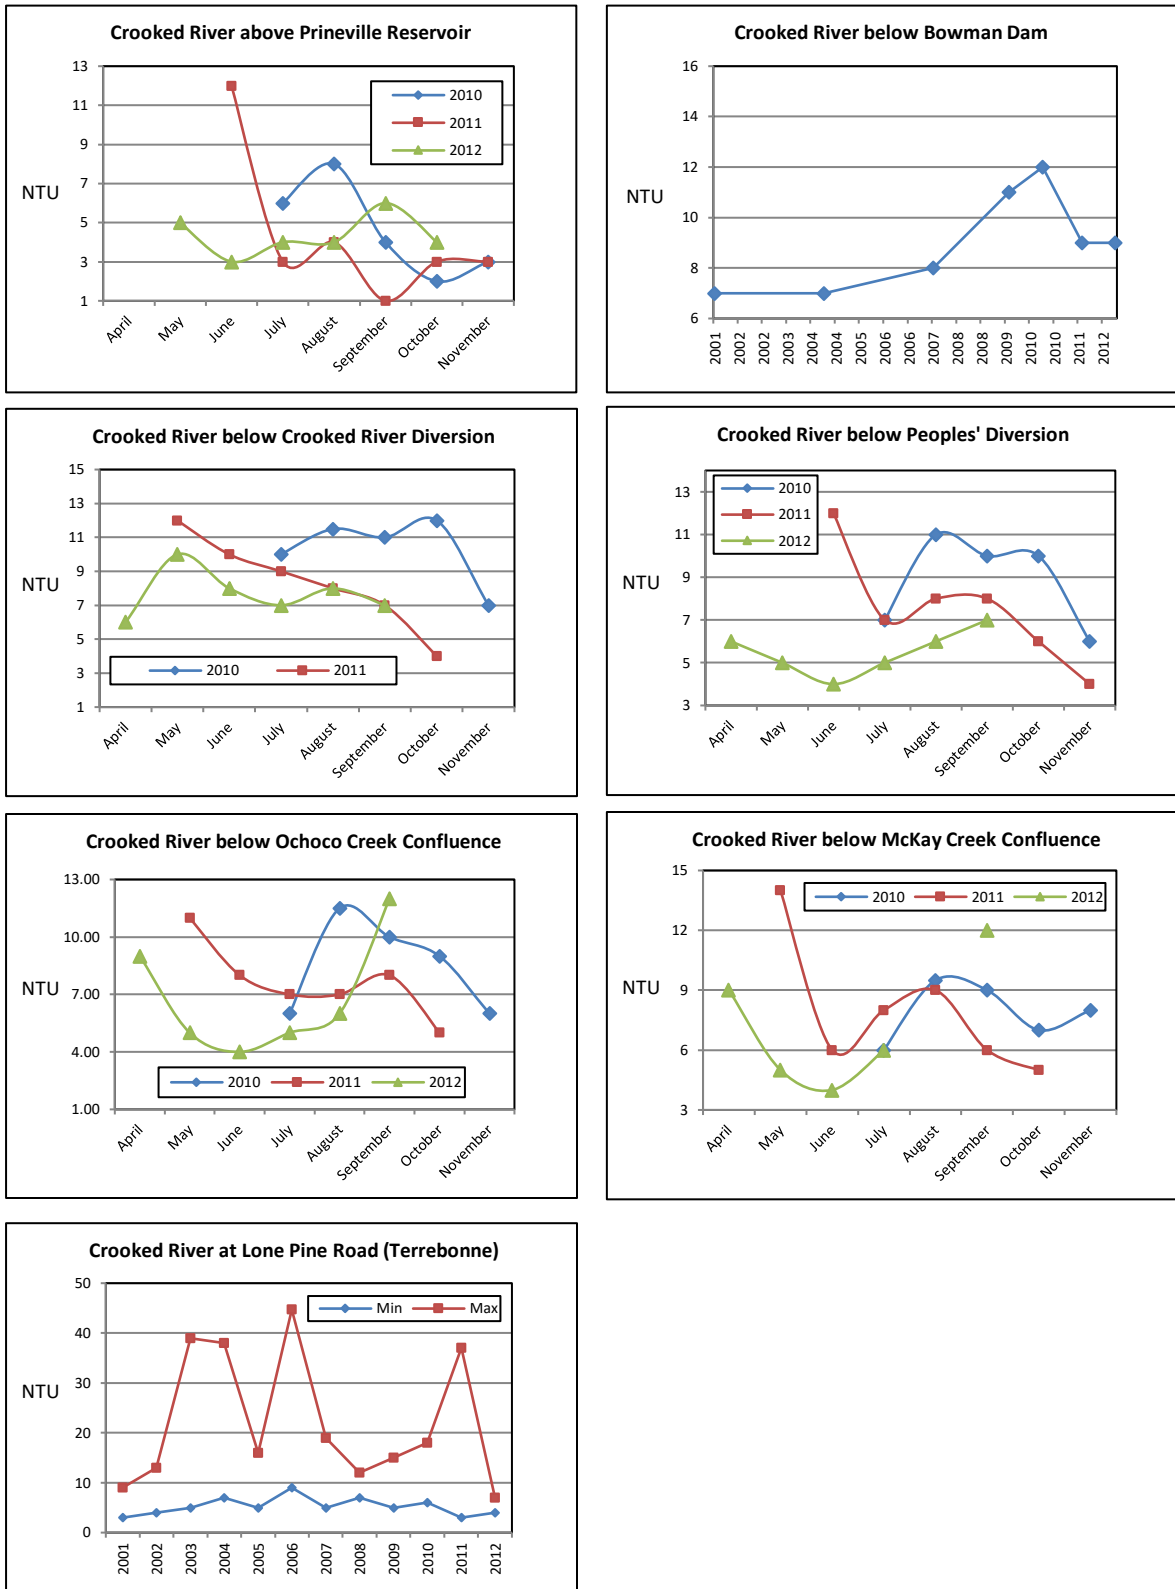 Crooked River above Prineville Reservoir
13
11
9
7
5
3
1
NTU
2010
2011
2012
April
May
June
July
August
September
October
November
Crooked River below Bowman Dam
16
14
12
10
8
6
NTU
2001
2002
2002
2003
2004
2004
2005
2006
2006
2007
2008
2008
2009
2010
2010
2011
2012
Crooked River below Crooked River Diversion
15
13
11
9
7
5
3
1
NTU
2010
2011
April
May
June
July
August
September
October
November
Crooked River below Peoples' Diversion
13
11
9
7
5
3
NTU
2010
2011
2012
April
May
June
July
August
September
October
November
Crooked River below Ochoco Creek Confluence
13.00
10.00
7.00
4.00
1.00
NTU
2010
2011
2012
April
May
June
July
August
September
October
November
Crooked River below McKay Creek Confluence
15
12
9
6
3
NTU
2010
2011
2012
April
May
June
July
August
September
October
November
Crooked River at Lone Pine Road (Terrebonne)
50
40
30
20
10
0
NTU
Min
Max
2001
2002
2003
2004
2005
2006
2007
2008
2009
2010
2011
2012